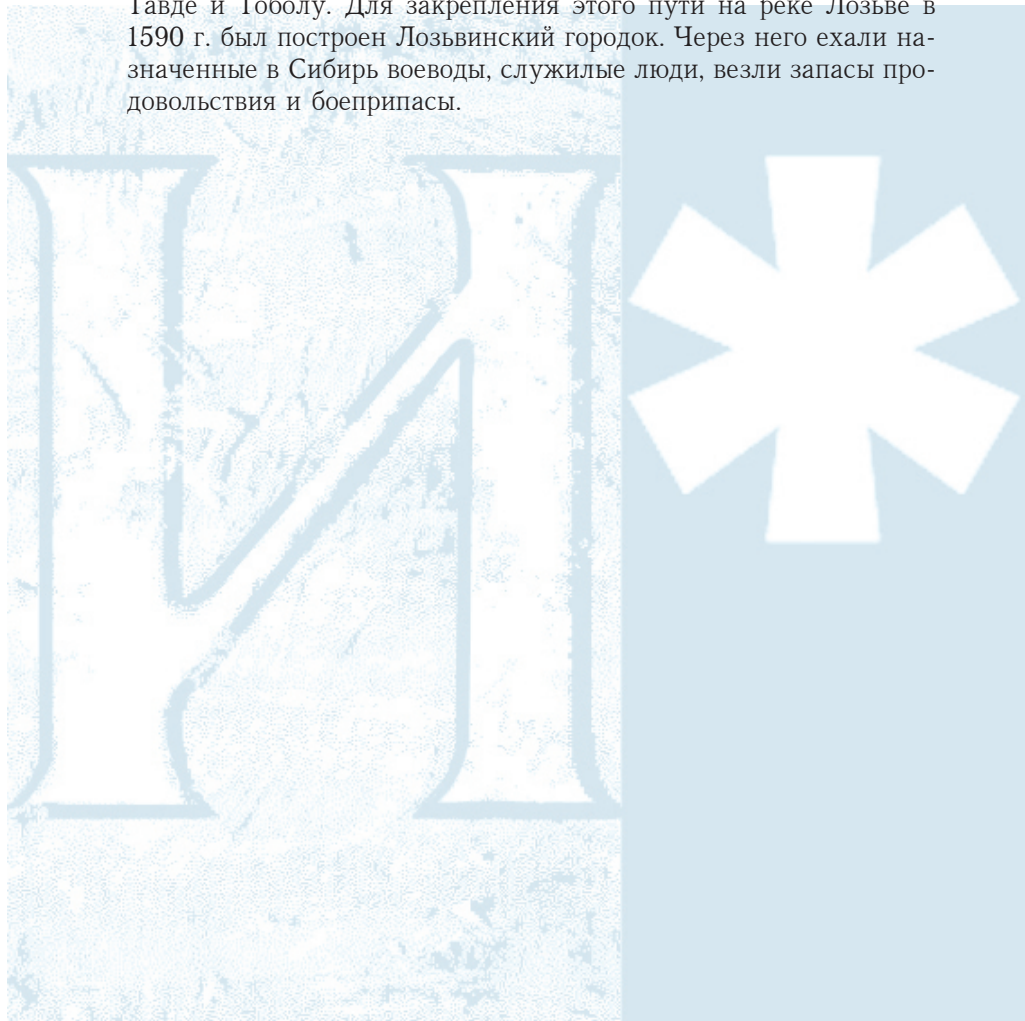 Тавде и Тоболу. Для закрепления этого пути на реке Лозьве в
1590 г. был построен Лозьвинский городок. Через него ехали на-
значенные в Сибирь воеводы, служилые люди, везли запасы про-
довольствия и боеприпасы.
И*